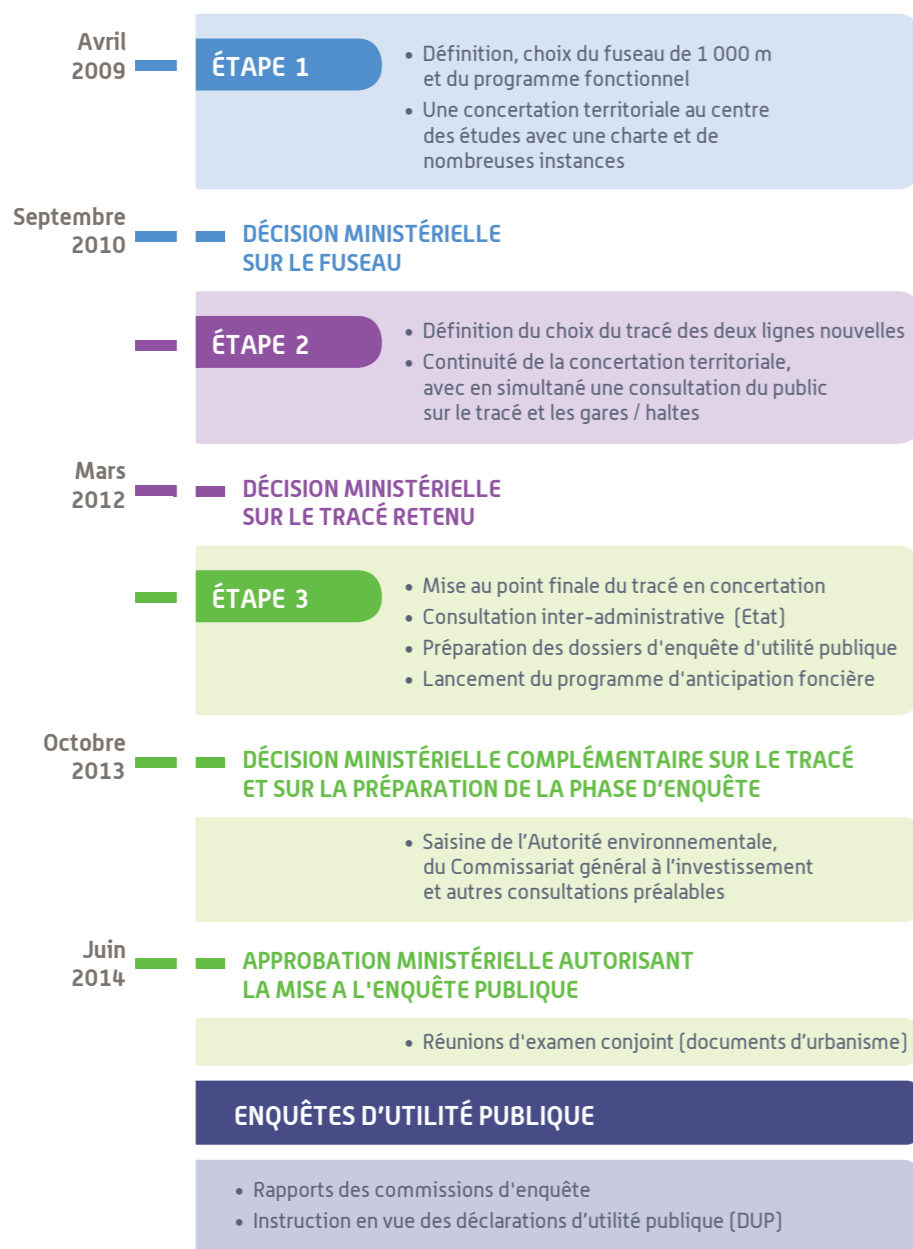 Avril
2009
ÉTAPE 1
• Définition, choix du fuseau de 1 000 m
et du programme fonctionnel
• Une concertation territoriale au centre
des études avec une charte et de
nombreuses instances
Septembre
2010
DÉCISION MINISTÉRIELLE
SUR LE FUSEAU
ÉTAPE 2
• Définition du choix du tracé des deux lignes nouvelles
• Continuité de la concertation territoriale,
avec en simultané une consultation du public
sur le tracé et les gares / haltes
Mars
2012
DÉCISION MINISTÉRIELLE
SUR LE TRACÉ RETENU
ÉTAPE 3
• Mise au point finale du tracé en concertation
• Consultation inter-administrative (Etat)
• Préparation des dossiers d'enquête d'utilité publique
• Lancement du programme d'anticipation foncière
Octobre
2013
DÉCISION MINISTÉRIELLE COMPLÉMENTAIRE SUR LE TRACÉ
ET SUR LA PRÉPARATION DE LA PHASE D’ENQUÊTE
• Saisine de l’Autorité environnementale,
du Commissariat général à l’investissement
et autres consultations préalables
Juin
2014
APPROBATION MINISTÉRIELLE AUTORISANT
LA MISE A L'ENQUÊTE PUBLIQUE
• Réunions d'examen conjoint (documents d’urbanisme)
ENQUÊTES D’UTILITÉ PUBLIQUE
• Rapports des commissions d'enquête
• Instruction en vue des déclarations d’utilité publique (DUP)